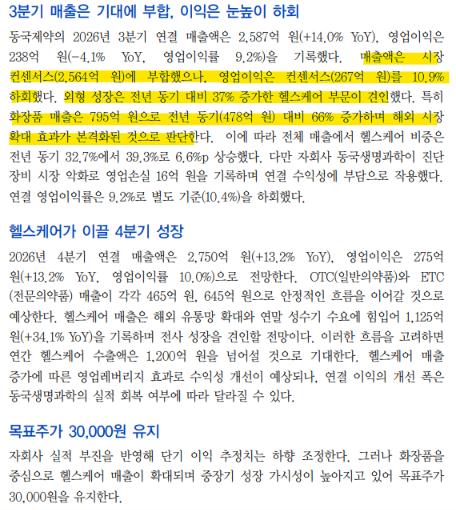 3분기 매출은 기대에 부합, 이익은 눈높이 하회
동국제약의 2026년 3분기 연결 매출액은 2,587억 원(+14.0% YoY), 영업이익은
238억 원(-4.1% YoY, 영업이익률 9.2%)을 기록했다. 매출액은 시장
컨센서스(2,564억 원)에 부합했으나, 영업이익은 컨센서스(267억 원)를 10.9%
하회했다. 외형 성장은 전년 동기 대비 37% 증가한 헬스케어 부문이 견인했다. 특히
화장품 매출은 795억 원으로 전년 동기(478억 원) 대비 66% 증가하며 해외 시장
확대 효과가 본격화된 것으로 판단한다. 이에 따라 전체 매출에서 헬스케어 비중은
전년 동기 32.7%에서 39.3%로 6.6%p 상승했다. 다만 자회사 동국생명과학이 진단
장비 시장 악화로 영업손실 16억 원을 기록하며 연결 수익성에 부담으로 작용했다.
연결 영업이익률은 9.2%로 별도 기준(10.4%)을 하회했다.
헬스케어가 이끌 4분기 성장
2026년 4분기 연결 매출액은 2,750억 원(+13.2% YoY), 영업이익은 275억
원(+13.2% YoY, 영업이익률 10.0%)으로 전망한다. OTC(일반의약품)와 ETC
(전문의약품) 매출이 각각 465억 원, 645억 원으로 안정적인 흐름을 이어갈 것으로
예상한다. 헬스케어 매출은 해외 유통망 확대와 연말 성수기 수요에 힘입어 1,125억
원(+34.1% YoY)을 기록하며 전사 성장을 견인할 전망이다. 이러한 흐름을 고려하면
연간 헬스케어 수출액은 1,200억 원을 넘어설 것으로 기대한다. 헬스케어 매출
증가에 따른 영업레버리지 효과로 수익성 개선이 예상되나, 연결 이익의 개선 폭은
동국생명과학의 실적 회복 여부에 따라 달라질 수 있다.
목표주가 30,000원 유지
자회사 실적 부진을 반영해 단기 이익 추정치는 하향 조정한다. 그러나 화장품을
중심으로 헬스케어 매출이 확대되며 중장기 성장 가시성이 높아지고 있어 목표주가
30,000원을 유지한다.